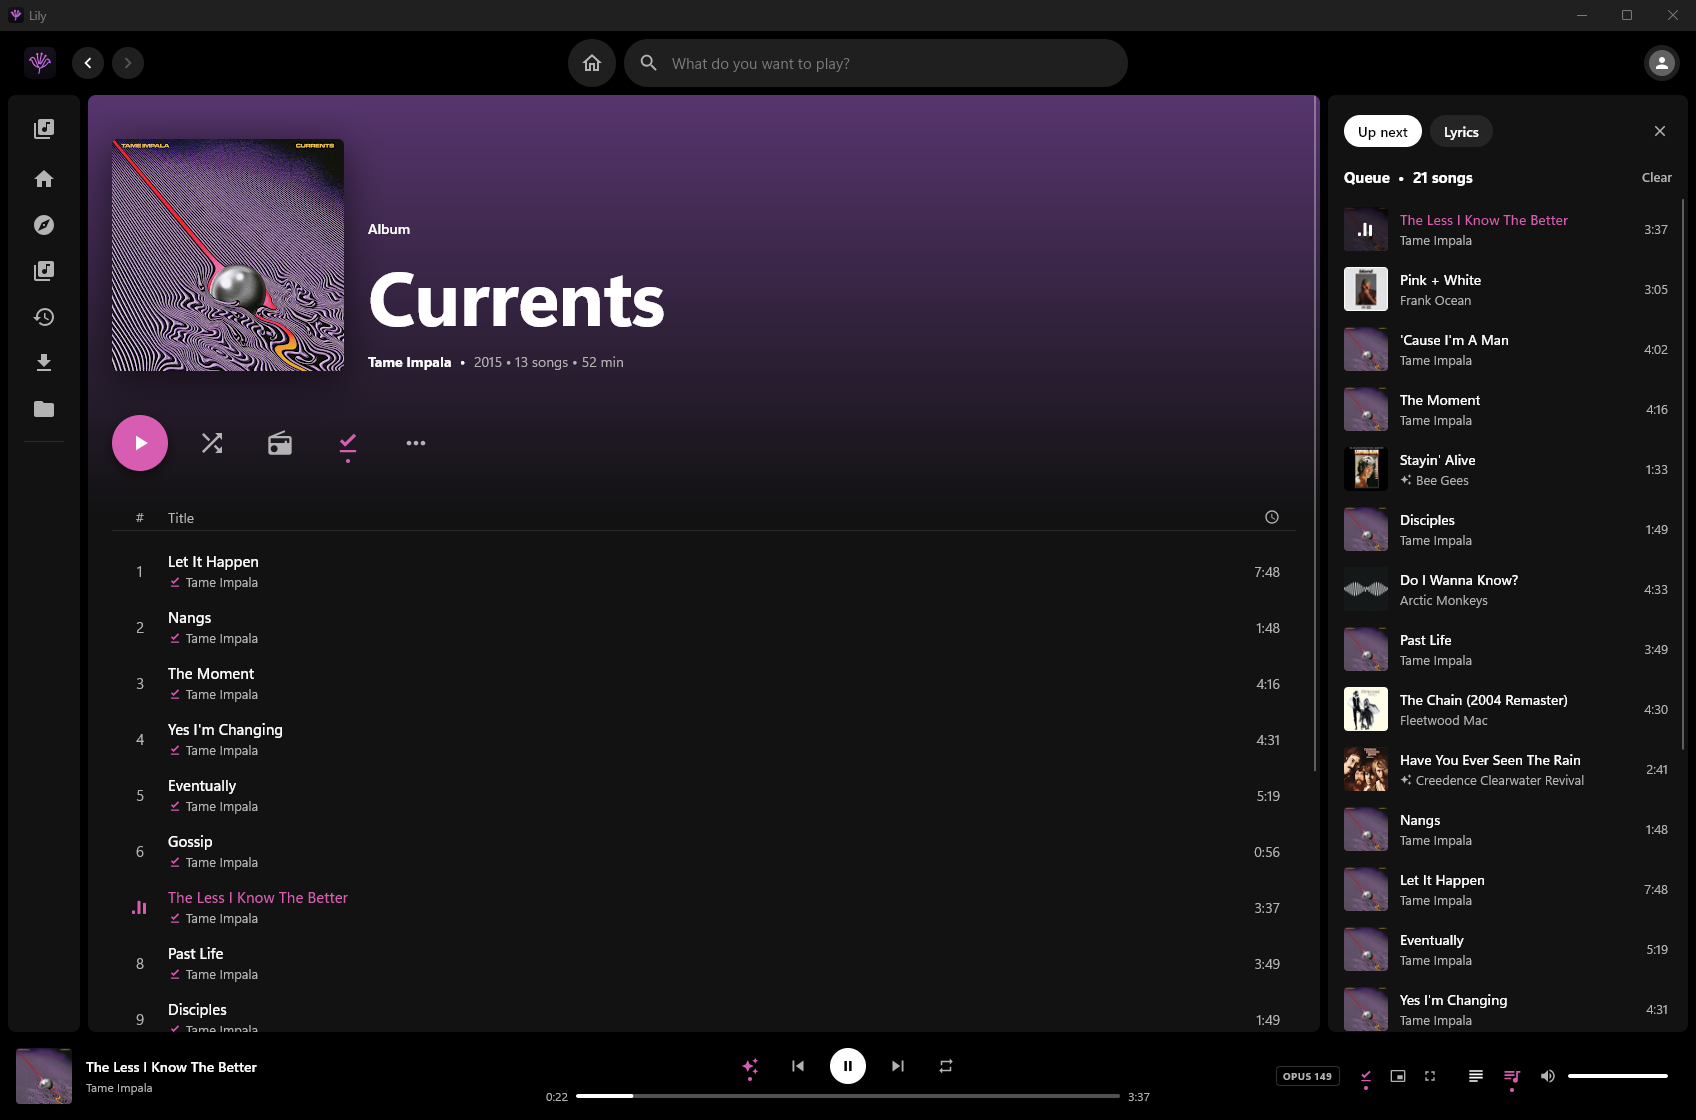 Lily
What do you want to play?
TAME IMPALA
CURRENTS
Album
Currents
Tame Impala • 2015 • 13 songs • 52 min
# Title
1 Let It Happen 7:48
Tame Impala
2 Nangs 1:48
Tame Impala
3 The Moment 4:16
Tame Impala
4 Yes I'm Changing 4:31
Tame Impala
5 Eventually 5:19
Tame Impala
6 Gossip 0:56
Tame Impala
The Less I Know The Better 3:37
Tame Impala
8 Past Life 3:49
Tame Impala
9 Disciples 1:49
Tame Impala
Up next
Lyrics
Queue • 21 songs
Clear
The Less I Know The Better 3:37
Tame Impala
Pink + White 3:05
Frank Ocean
'Cause I'm A Man 4:02
Tame Impala
The Moment 4:16
Tame Impala
Stayin' Alive 1:33
Bee Gees
Disciples 1:49
Tame Impala
Do I Wanna Know? 4:33
Arctic Monkeys
Past Life 3:49
Tame Impala
The Chain (2004 Remaster) 4:30
Fleetwood Mac
Have You Ever Seen The Rain 2:41
Creedence Clearwater Revival
Nangs 1:48
Tame Impala
Let It Happen 7:48
Tame Impala
Eventually 5:19
Tame Impala
Yes I'm Changing 4:31
Tame Impala
The Less I Know The Better
Tame Impala
0:22
3:37
OPUS 149